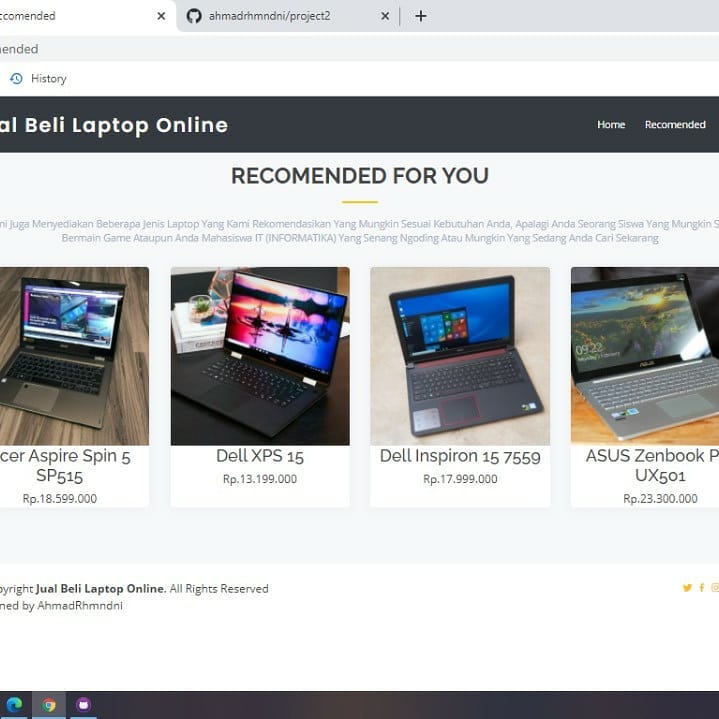 ccomended
ahmadrhmndni/project2
ended
History
al Beli Laptop Online
Home
Recomended
RECOMENDED FOR YOU
ni Juga Menyediakan Beberapa Jenis Laptop Yang Kami Rekomendasikan Yang Mungkin Sesuai Kebutuhan Anda, Apalagi Anda Seorang Siswa Yang Mungkin S
Bermain Game Ataupun Anda Mahasiswa IT (INFORMATIKA) Yang Senang Ngoding Atau Mungkin Yang Sedang Anda Cari Sekarang
09:22
ASUS
cer Aspire Spin 5
SP515
Rp.18.599.000
Dell XPS 15
Rp.13.199.000
Dell Inspiron 15 7559
Rp.17.999.000
ASUS Zenbook P
UX501
Rp.23.300.000
pyright Jual Beli Laptop Online. All Rights Reserved
ned by AhmadRhmndni